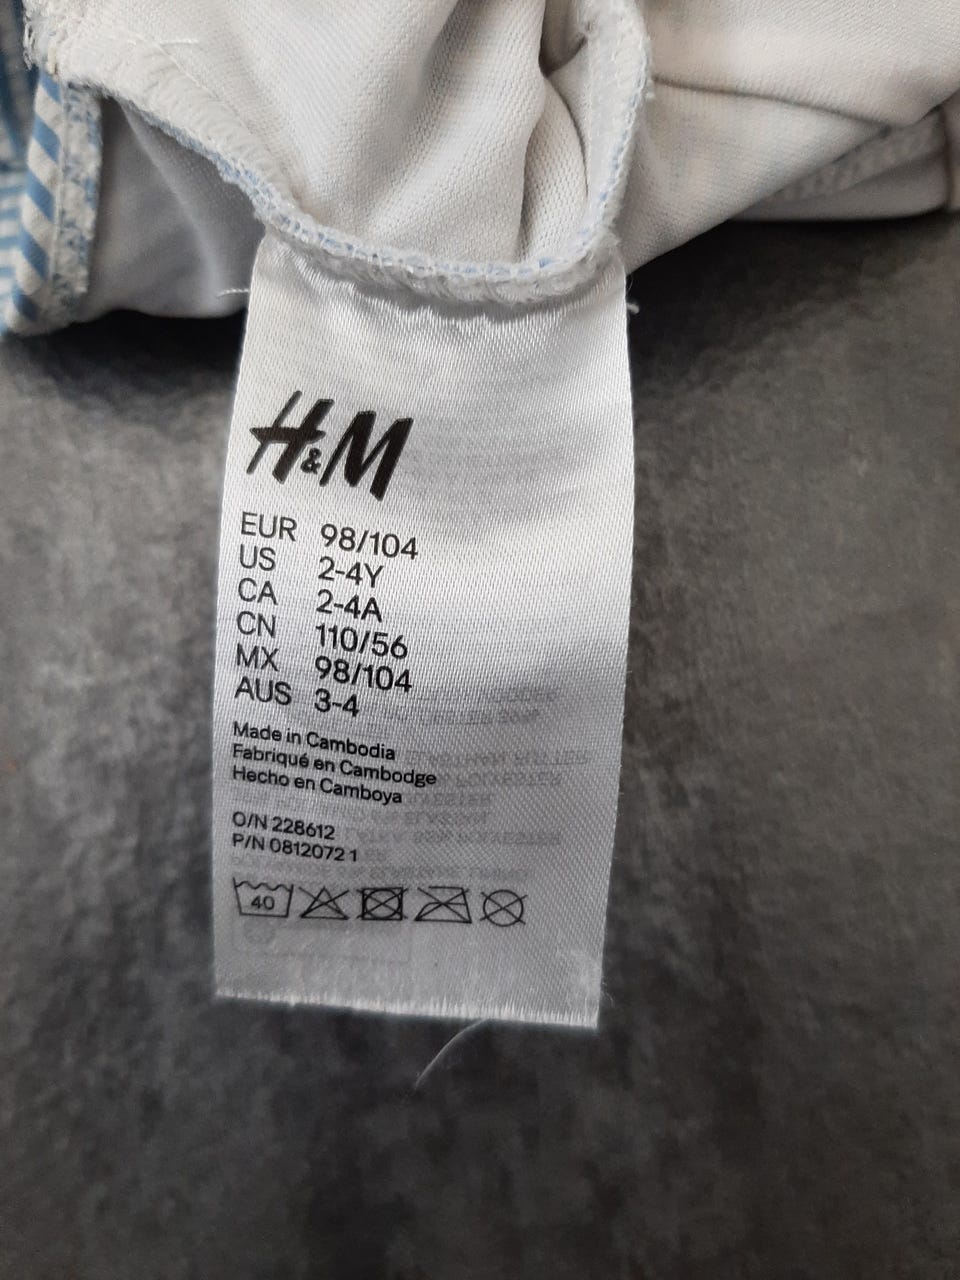 H&M
EUR 98/104
US 2-4Y
CA 2-4A
CN 110/56
MX 98/104
AUS 3-4
Made in Cambodia
Fabriqué en Cambodge
Hecho en Camboya
O/N 228612
P/N 0812072 1
40